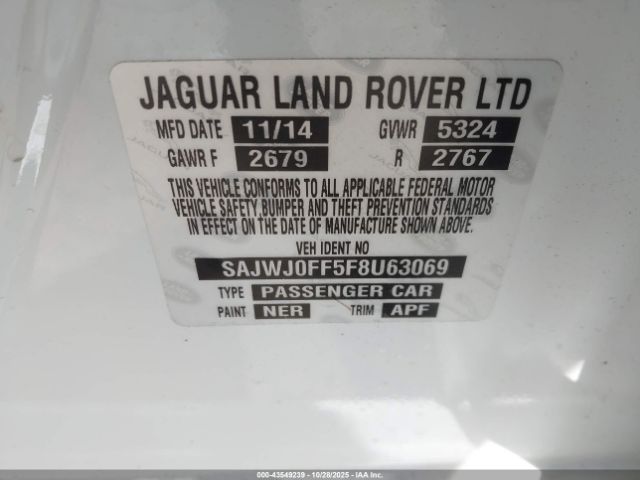 JAGUAR LAND ROVER LTD
MFD DATE 11/14 GVWR 5324
GAWR F 2679 R 2767
THIS VEHICLE CONFORMS TO ALL APPLICABLE FEDERAL MOTOR
VEHICLE SAFETY,BUMPER AND THEFT PREVENTION STANDARDS
IN EFFECT ON THE DATE OF MANUFACTURE SHOWN ABOVE.
VEH IDENT NO
SAJWJ0FF5F8U63069
TYPE PASSENGER CAR
PAINT NER TRIM APF
000-43549239 - 10/28/2025 - IAA Inc.